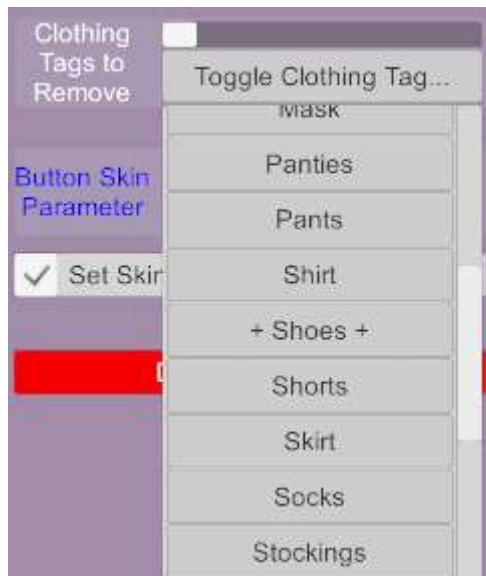 Clothing
Tags to
Remove
Toggle Clothing Tag...
Mask
Panties
Button Skin
Parameter
Pants
Set Skin
Shirt
+ Shoes +
Shorts
Skirt
Socks
Stockings